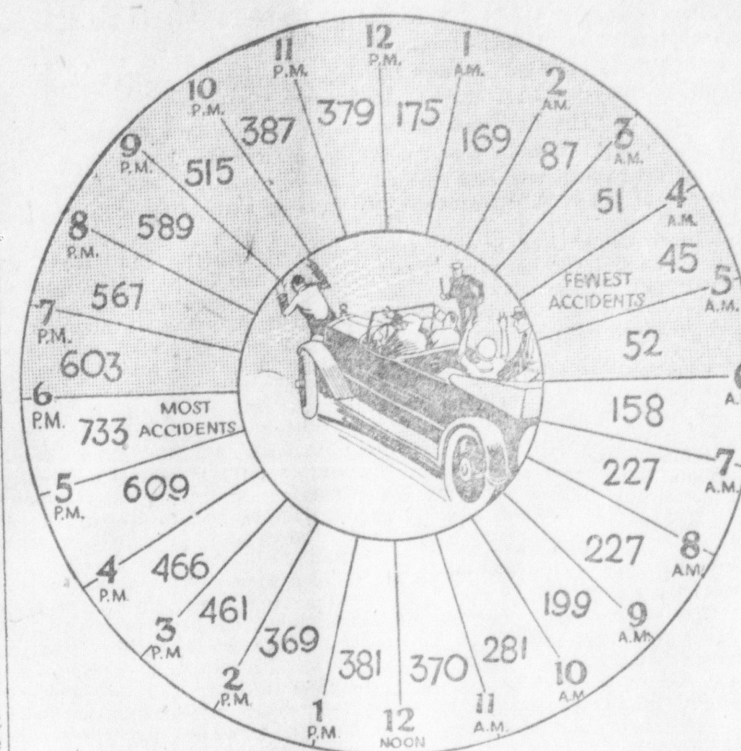 12
P.M.
175
1
A.M.
169
2
A.M.
87
3
A.M.
51
4
A.M.
FEWEST
ACCIDENTS
45
5
A.M.
52
A.
158
7
A.M.
227
8
A.M.
227
9
A.M.
199
10
A.M
281
11
A.M.
370
12
NOON
381
1
P.M.
369
2
P.M.
461
3
P.M
466
4
P.M.
609
5
P.M.
MOST
ACCIDENTS
733
6
P.M.
603
7
P.M.
567
8
P.M.
589
9
P.M.
515
10
P.M.
387
11
P.M.
379